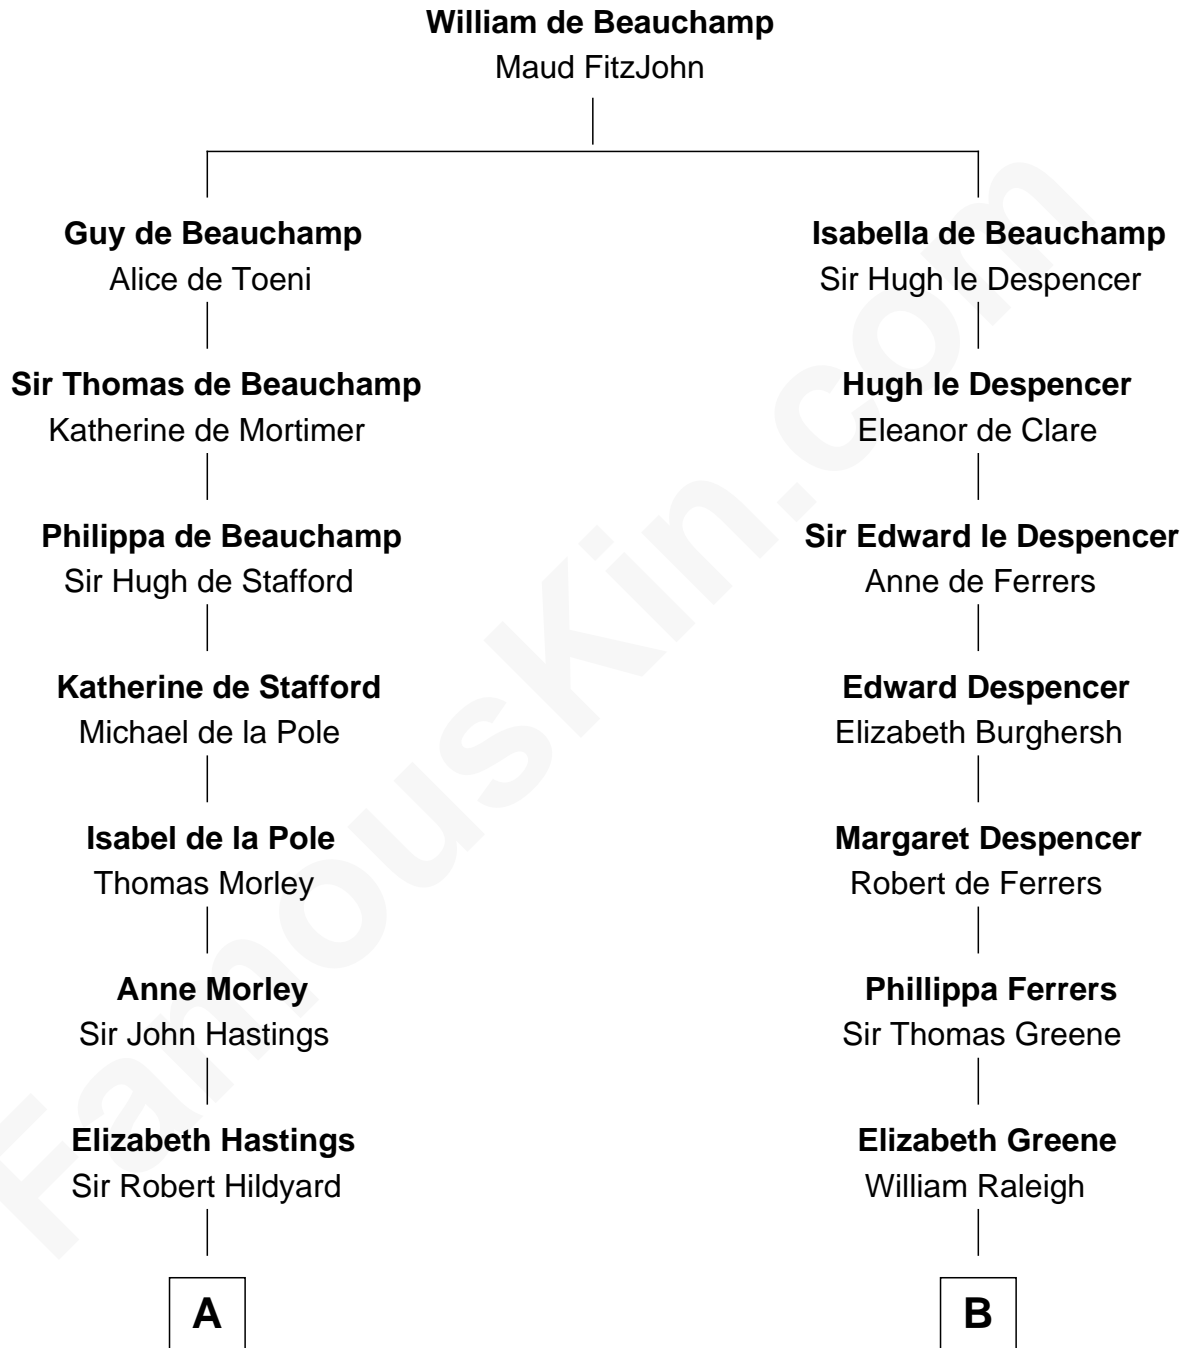 William de Beauchamp
Maud FitzJohn
Guy de Beauchamp
Alice de Toeni
Isabella de Beauchamp
Sir Hugh le Despencer
Sir Thomas de Beauchamp
Katherine de Mortimer
Hugh le Despencer
Eleanor de Clare
Philippa de Beauchamp
Sir Hugh de Stafford
Sir Edward le Despencer
Anne de Ferrers
Katherine de Stafford
Michael de la Pole
Edward Despencer
Elizabeth Burghersh
Isabel de la Pole
Thomas Morley
Margaret Despencer
Robert de Ferrers
Anne Morley
Sir John Hastings
Phillippa Ferrers
Sir Thomas Greene
Elizabeth Hastings
Sir Robert Hildyard
Elizabeth Greene
William Raleigh
A
B
FamousKin.com